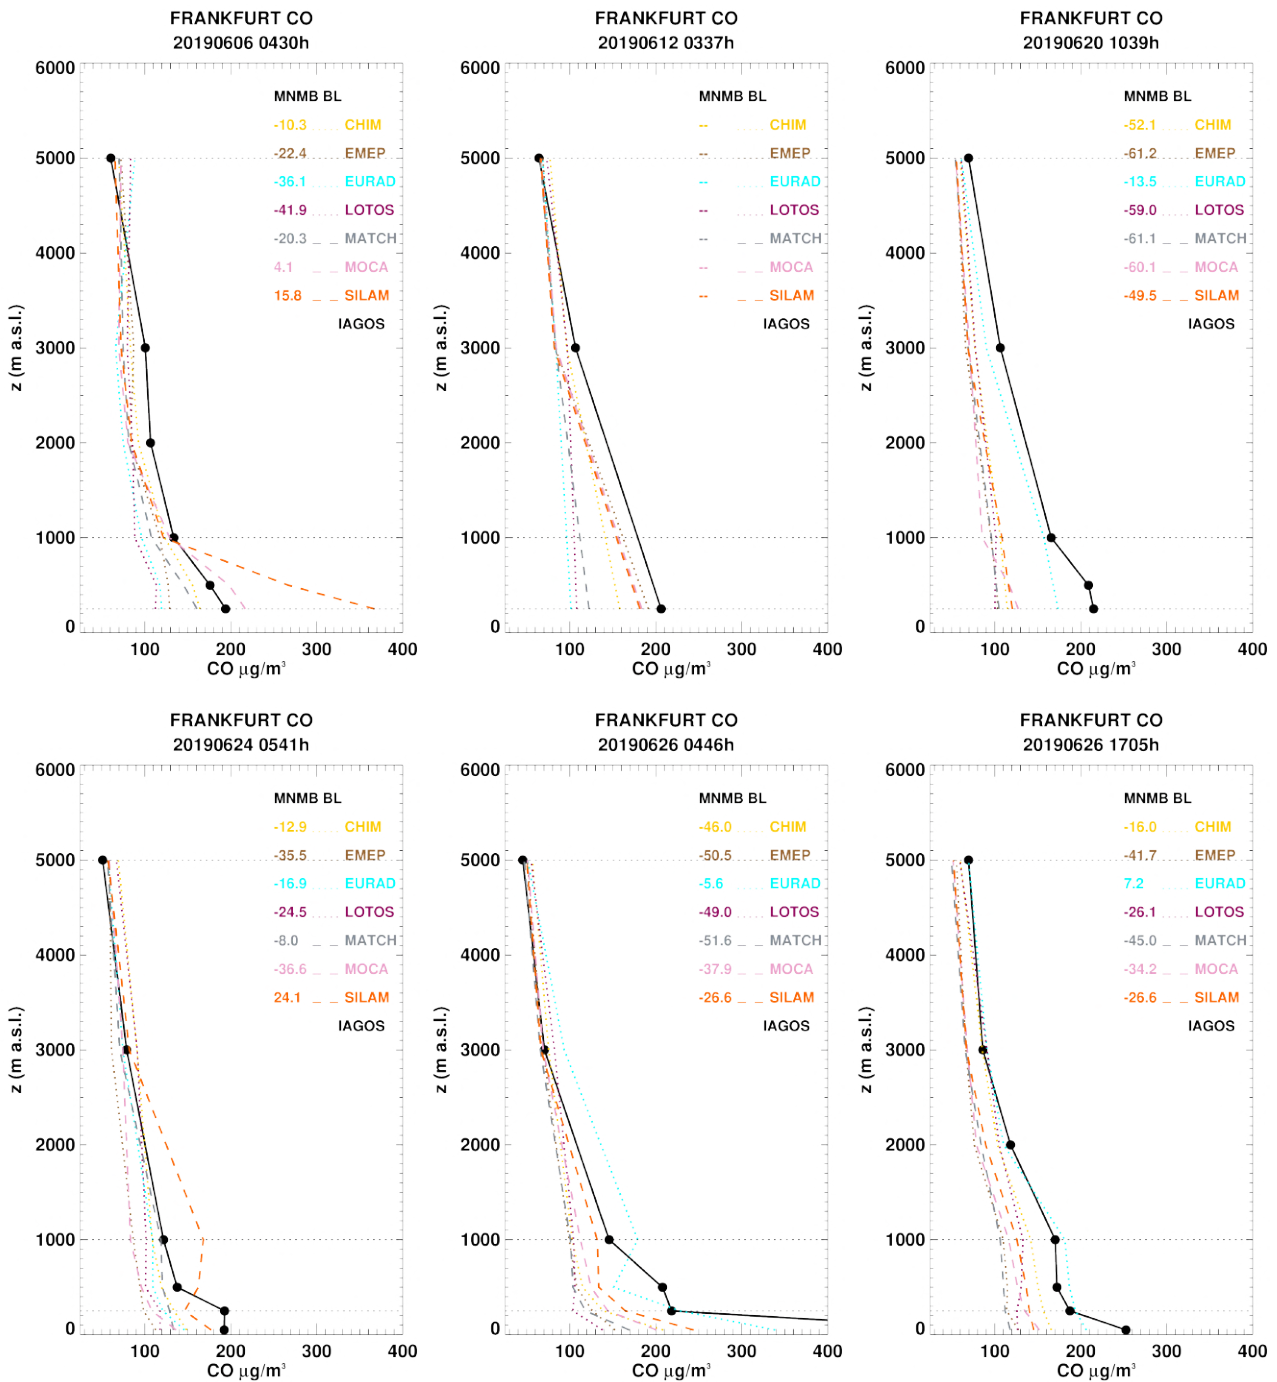 FRANKFURT CO
20190606 0430h
6000
5000
4000
3000
2000
1000
0
z (m a.s.l.)
MNMB BL
-10.3 CHIM
-22.4 EMEP
-36.1 EURAD
-41.9 LOTOS
-20.3 MATCH
4.1 MOCA
15.8 SILAM
IAGOS
100 200 300 400
CO µg/m³
FRANKFURT CO
20190612 0337h
6000
5000
4000
3000
2000
1000
0
z (m a.s.l.)
MNMB BL
-- CHIM
-- EMEP
-- EURAD
-- LOTOS
-- MATCH
-- MOCA
-- SILAM
IAGOS
100 200 300 400
CO µg/m³
FRANKFURT CO
20190620 1039h
6000
5000
4000
3000
2000
1000
0
z (m a.s.l.)
MNMB BL
-52.1 CHIM
-61.2 EMEP
-13.5 EURAD
-59.0 LOTOS
-61.1 MATCH
-60.1 MOCA
-49.5 SILAM
IAGOS
100 200 300 400
CO µg/m³
FRANKFURT CO
20190624 0541h
6000
5000
4000
3000
2000
1000
0
z (m a.s.l.)
MNMB BL
-12.9 CHIM
-35.5 EMEP
-16.9 EURAD
-24.5 LOTOS
-8.0 MATCH
-36.6 MOCA
24.1 SILAM
IAGOS
100 200 300 400
CO µg/m³
FRANKFURT CO
20190626 0446h
6000
5000
4000
3000
2000
1000
0
z (m a.s.l.)
MNMB BL
-46.0 CHIM
-50.5 EMEP
-5.6 EURAD
-49.0 LOTOS
-51.6 MATCH
-37.9 MOCA
-26.6 SILAM
IAGOS
100 200 300 400
CO µg/m³
FRANKFURT CO
20190626 1705h
6000
5000
4000
3000
2000
1000
0
z (m a.s.l.)
MNMB BL
-16.0 CHIM
-41.7 EMEP
7.2 EURAD
-26.1 LOTOS
-45.0 MATCH
-34.2 MOCA
-26.6 SILAM
IAGOS
100 200 300 400
CO µg/m³